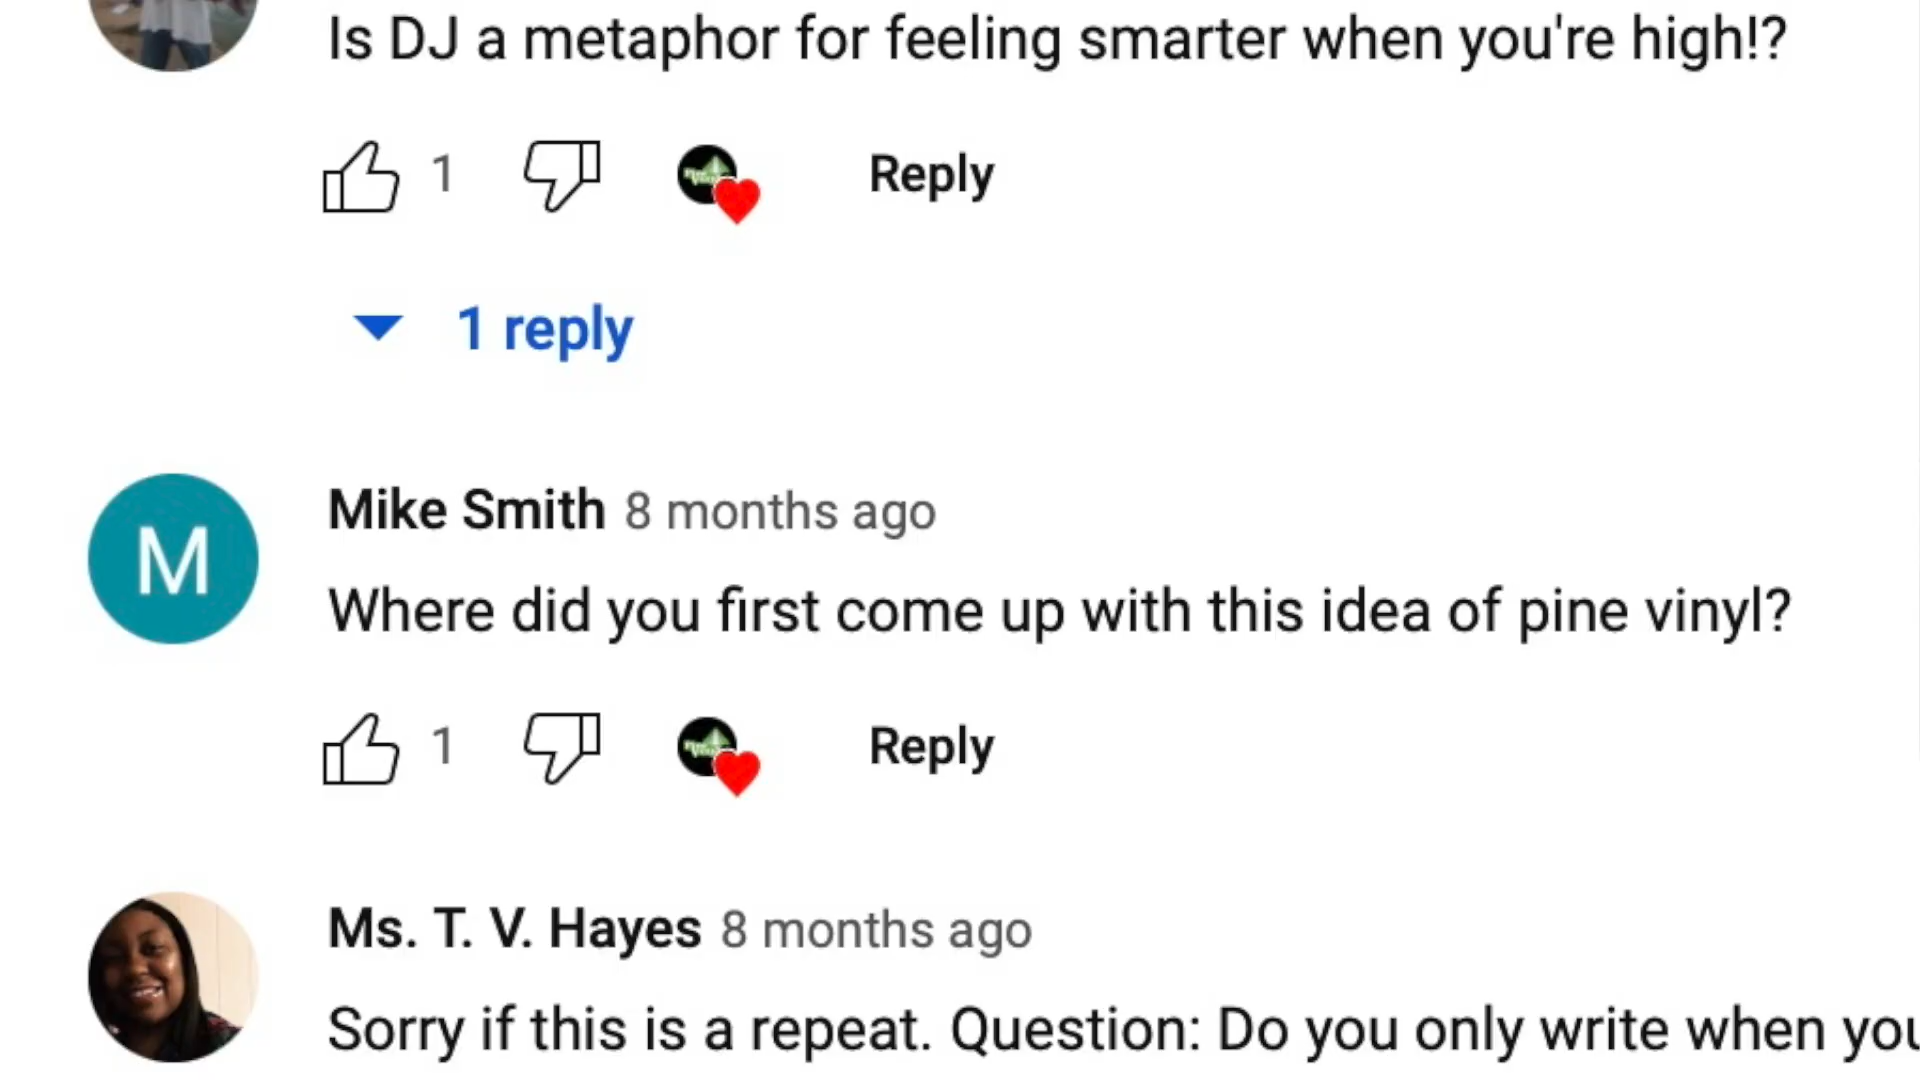 Is DJ a metaphor for feeling smarter when you're high!?
1 Reply
1 reply
M
Mike Smith 8 months ago
Where did you first come up with this idea of pine vinyl?
1 Reply
Ms. T. V. Hayes 8 months ago
Sorry if this is a repeat. Question: Do you only write when you